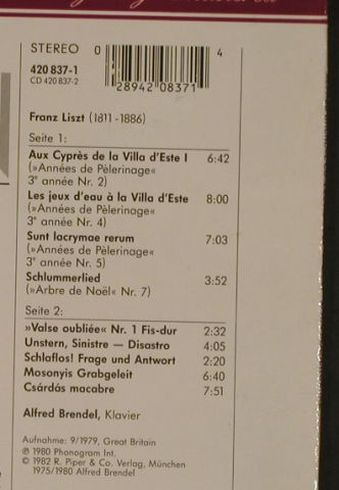 STEREO 0 4
420 837-1
CD 420 837-2
28942 08371
Franz Liszt (1811-1886)
Seite 1:
Aux Cyprès de la Villa d'Este I 6:42
(»Années de Pèlerinage«
3e année Nr. 2)
Les jeux d'eau à la Villa d'Este 8:00
(»Années de Pèlerinage«
3e année Nr. 4)
Sunt lacrymae rerum 7:03
(»Années de Pèlerinage«
3e année Nr. 5)
Schlummerlied 3:52
(»Arbre de Noël« Nr. 7)
Seite 2:
»Valse oubliée« Nr. 1 Fis-dur 2:32
Unstern, Sinistre — Disastro 4:05
Schlaflos! Frage und Antwort 2:20
Mosonyis Grabgeleit 6:40
Csárdás macabre 7:51
Alfred Brendel, Klavier
Aufnahme: 9/1979, Great Britain
℗ 1980 Phonogram Int.
© 1982 R. Piper & Co. Verlag, München
1975/1980 Alfred Brendel